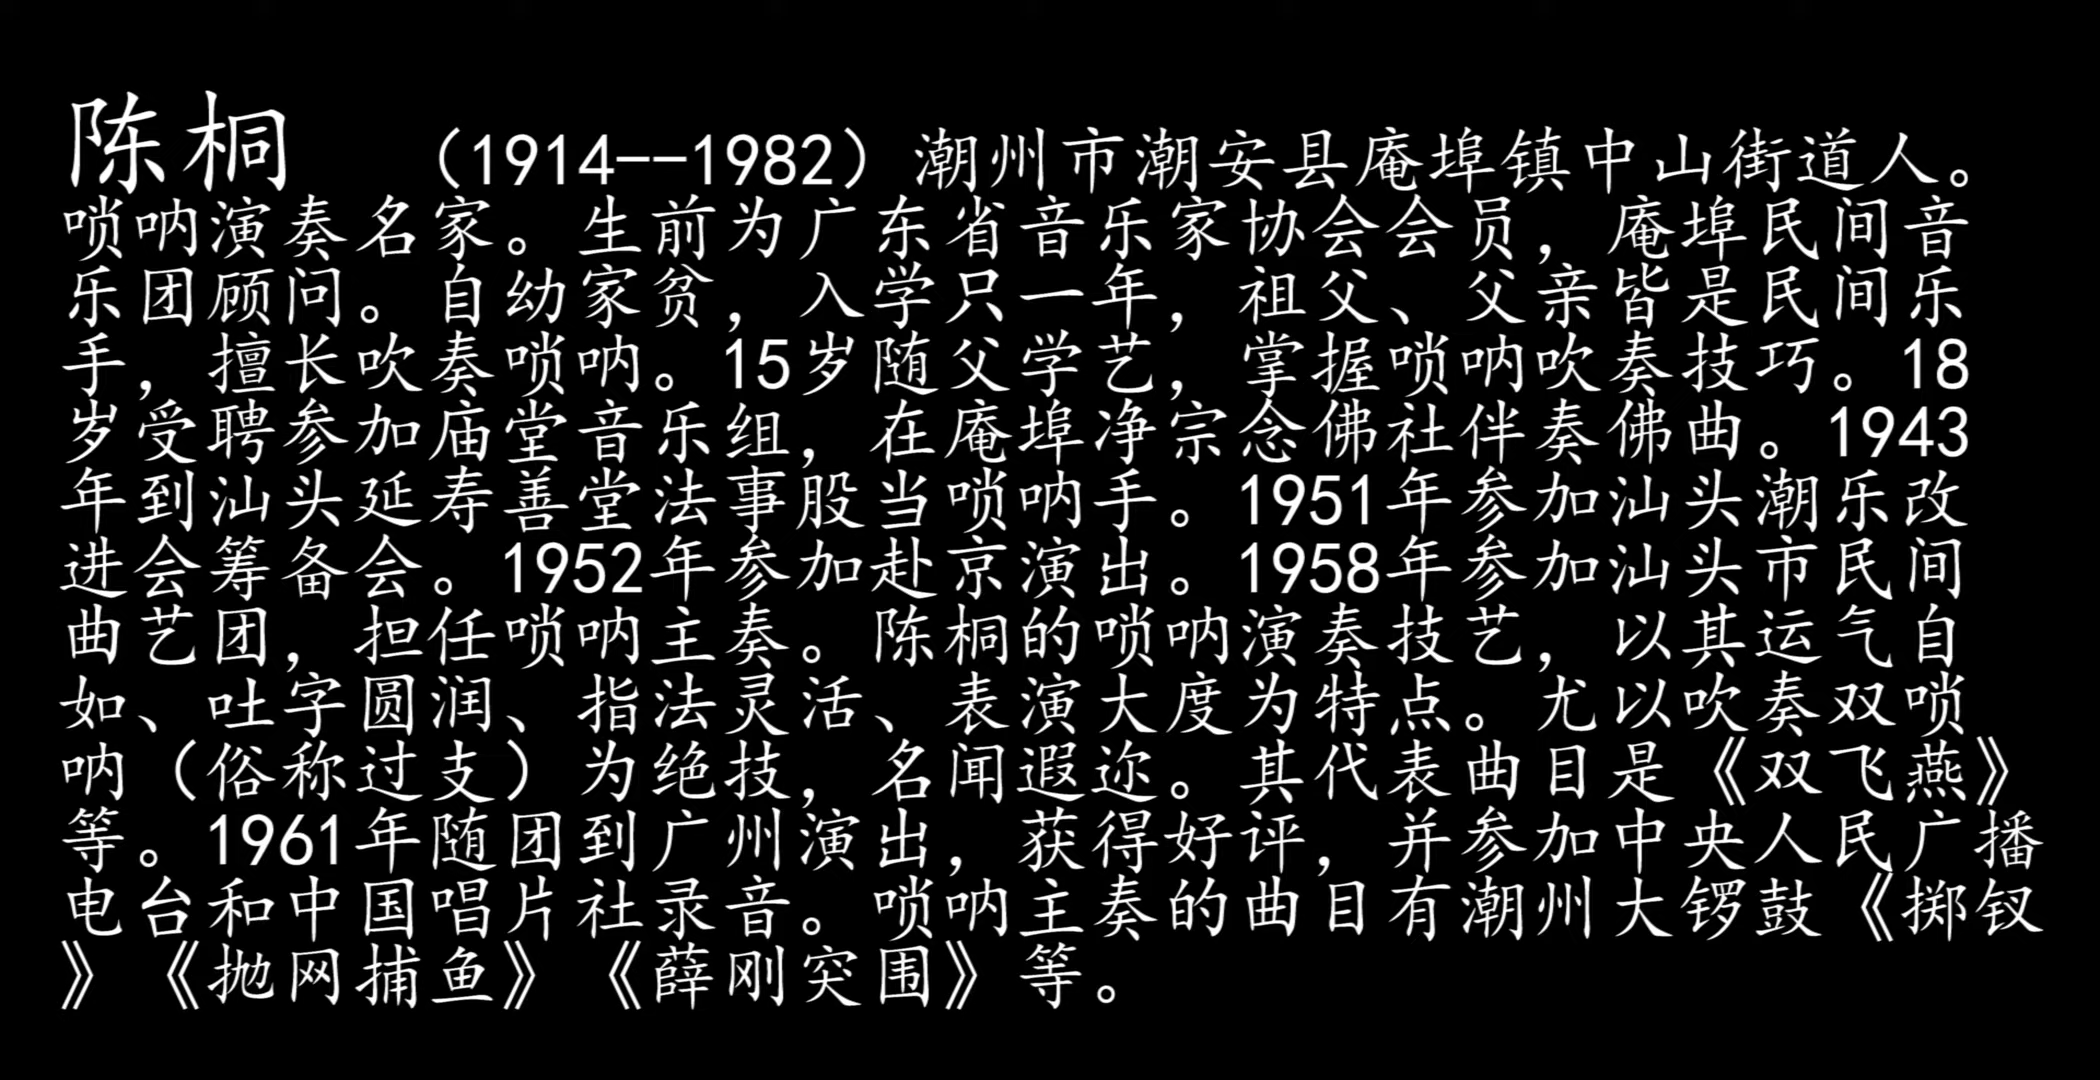 陈桐 （1914——1982）潮州市潮安县庵埠镇中山街道人。
唢呐演奏名家。生前为广东省音乐家协会会员，庵埠民间音
乐团顾问。自幼家贫，入学只一年，祖父、父亲皆是民间乐
手，擅长吹奏唢呐。15岁随父学艺，掌握唢呐吹奏技巧。18
岁受聘参加庙堂音乐组，在庵埠净宗念佛社伴奏佛曲。1943
年到汕头延寿善堂法事股当唢呐手。1951年参加汕头潮乐改
进会筹备会。1952年参加赴京演出。1958年参加汕头市民间
曲艺团，担任唢呐主奏。陈桐的唢呐演奏技艺，以其运气自
如、吐字圆润、指法灵活、表演大度为特点。尤以吹奏双唢
呐（俗称过支）为绝技，名闻遐迩。其代表曲目是《双飞燕》
等。1961年随团到广州演出，获得好评，并参加中央人民广播
电台和中国唱片社录音。唢呐主奏的曲目有潮州大锣鼓《掷钗
》《抛网捕鱼》《薛刚突围》等。